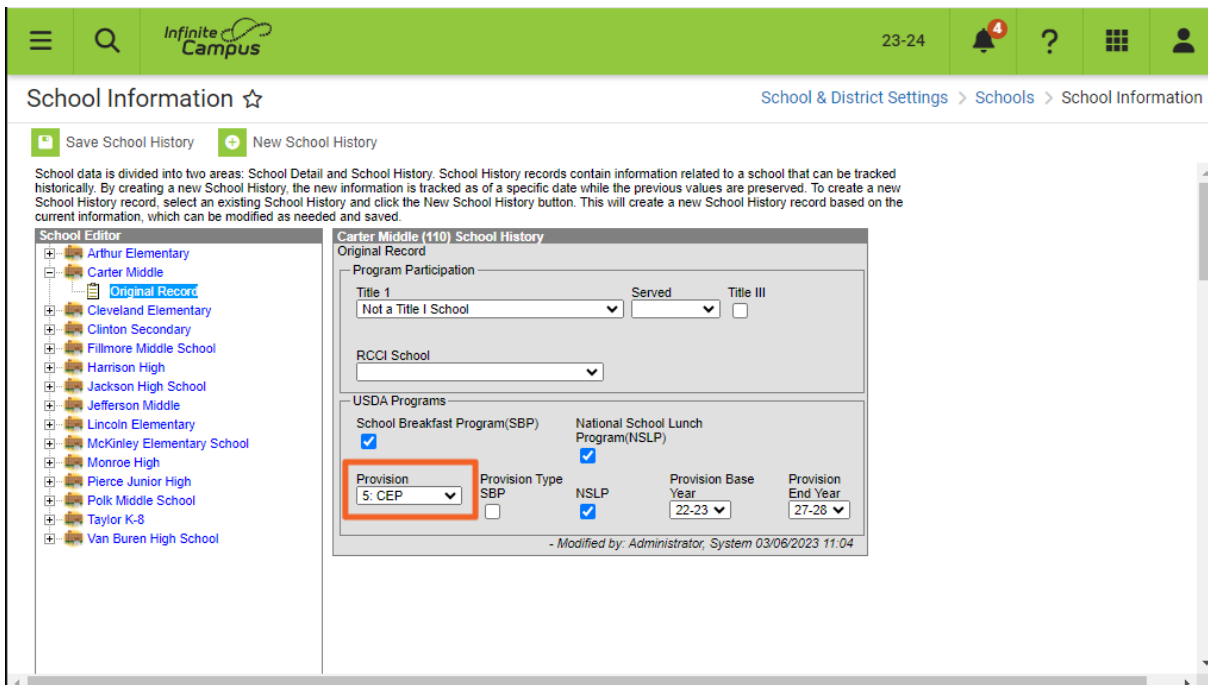 Infinite Campus
23-24
4
?
School Information
School & District Settings > Schools > School Information
Save School History
New School History
School data is divided into two areas: School Detail and School History. School History records contain information related to a school that can be tracked
historically. By creating a new School History, the new information is tracked as of a specific date while the previous values are preserved. To create a new
School History record, select an existing School History and click the New School History button. This will create a new School History record based on the
current information, which can be modified as needed and saved.
School Editor
Arthur Elementary
Carter Middle
Original Record
Cleveland Elementary
Clinton Secondary
Fillmore Middle School
Harrison High
Jackson High School
Jefferson Middle
Lincoln Elementary
McKinley Elementary School
Monroe High
Pierce Junior High
Polk Middle School
Taylor K-8
Van Buren High School
Carter Middle (110) School History
Original Record
Program Participation
Title 1
Served
Title III
Not a Title I School
RCCI School
USDA Programs
School Breakfast Program(SBP)
National School Lunch
Program(NSLP)
Provision
5: CEP
Provision Type
SBP
NSLP
Provision Base
Year
22-23
Provision
End Year
27-28
- Modified by: Administrator, System 03/06/2023 11:04